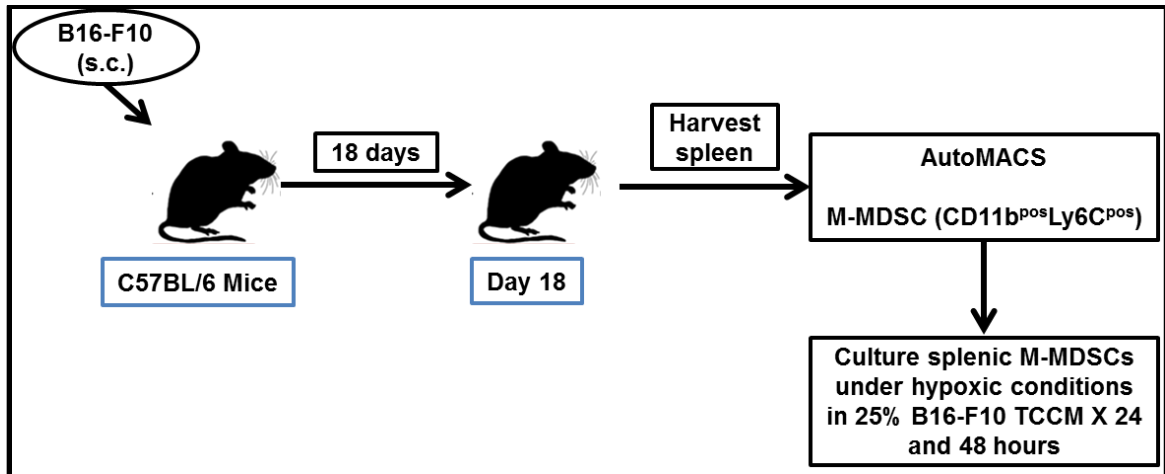 B16-F10
(s.c.)
18 days
Harvest
spleen
AutoMACS
M-MDSC (CD11bposLy6Cpos)
C57BL/6 Mice
Day 18
Culture splenic M-MDSCs
under hypoxic conditions
in 25% B16-F10 TCCM X 24
and 48 hours